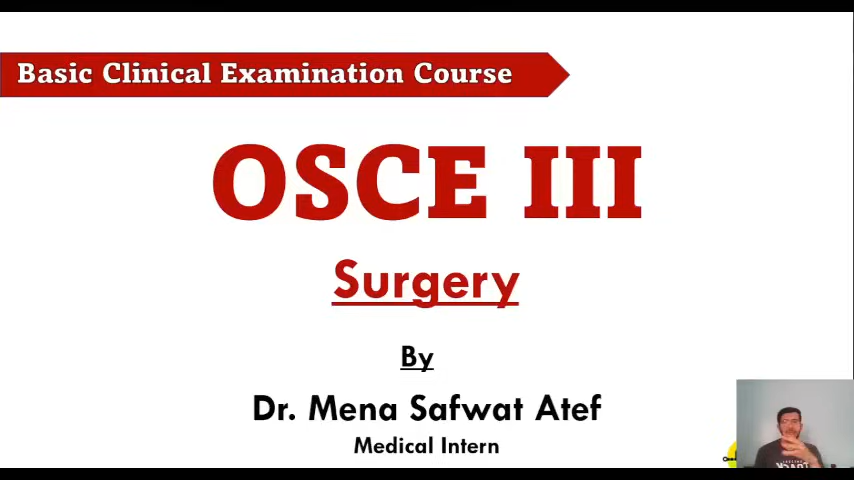 Basic Clinical Examination Course
OSCE III
Surgery
By
Dr. Mena Safwat Atef
Medical Intern